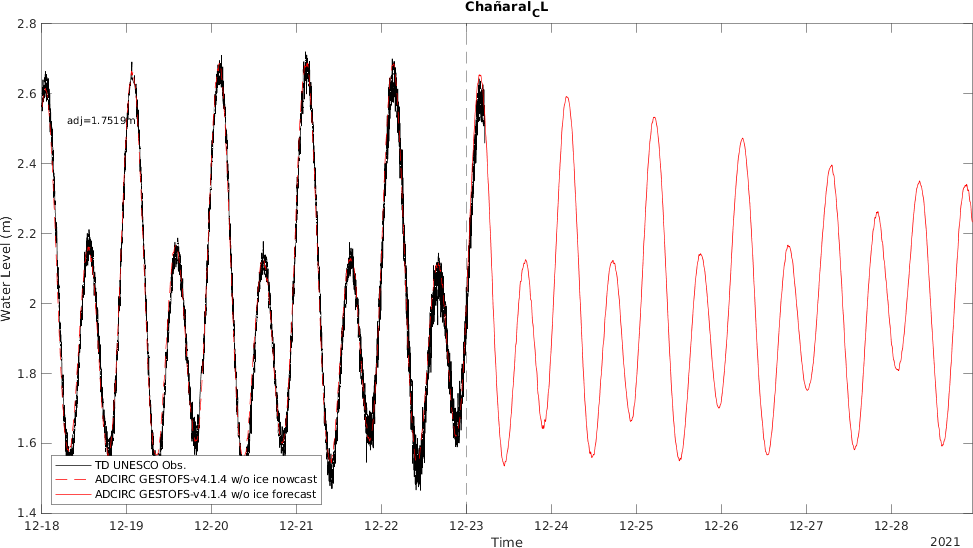 Chañaral_CL
2.8
2.6
2.4
2.2
2
1.8
1.6
1.4
Water Level (m)
adj=1.7519m
TD UNESCO Obs.
ADCIRC GESTOFS-v4.1.4 w/o ice nowcast
ADCIRC GESTOFS-v4.1.4 w/o ice forecast
12-18 12-19 12-20 12-21 12-22 12-23 12-24 12-25 12-26 12-27 12-28
Time
2021